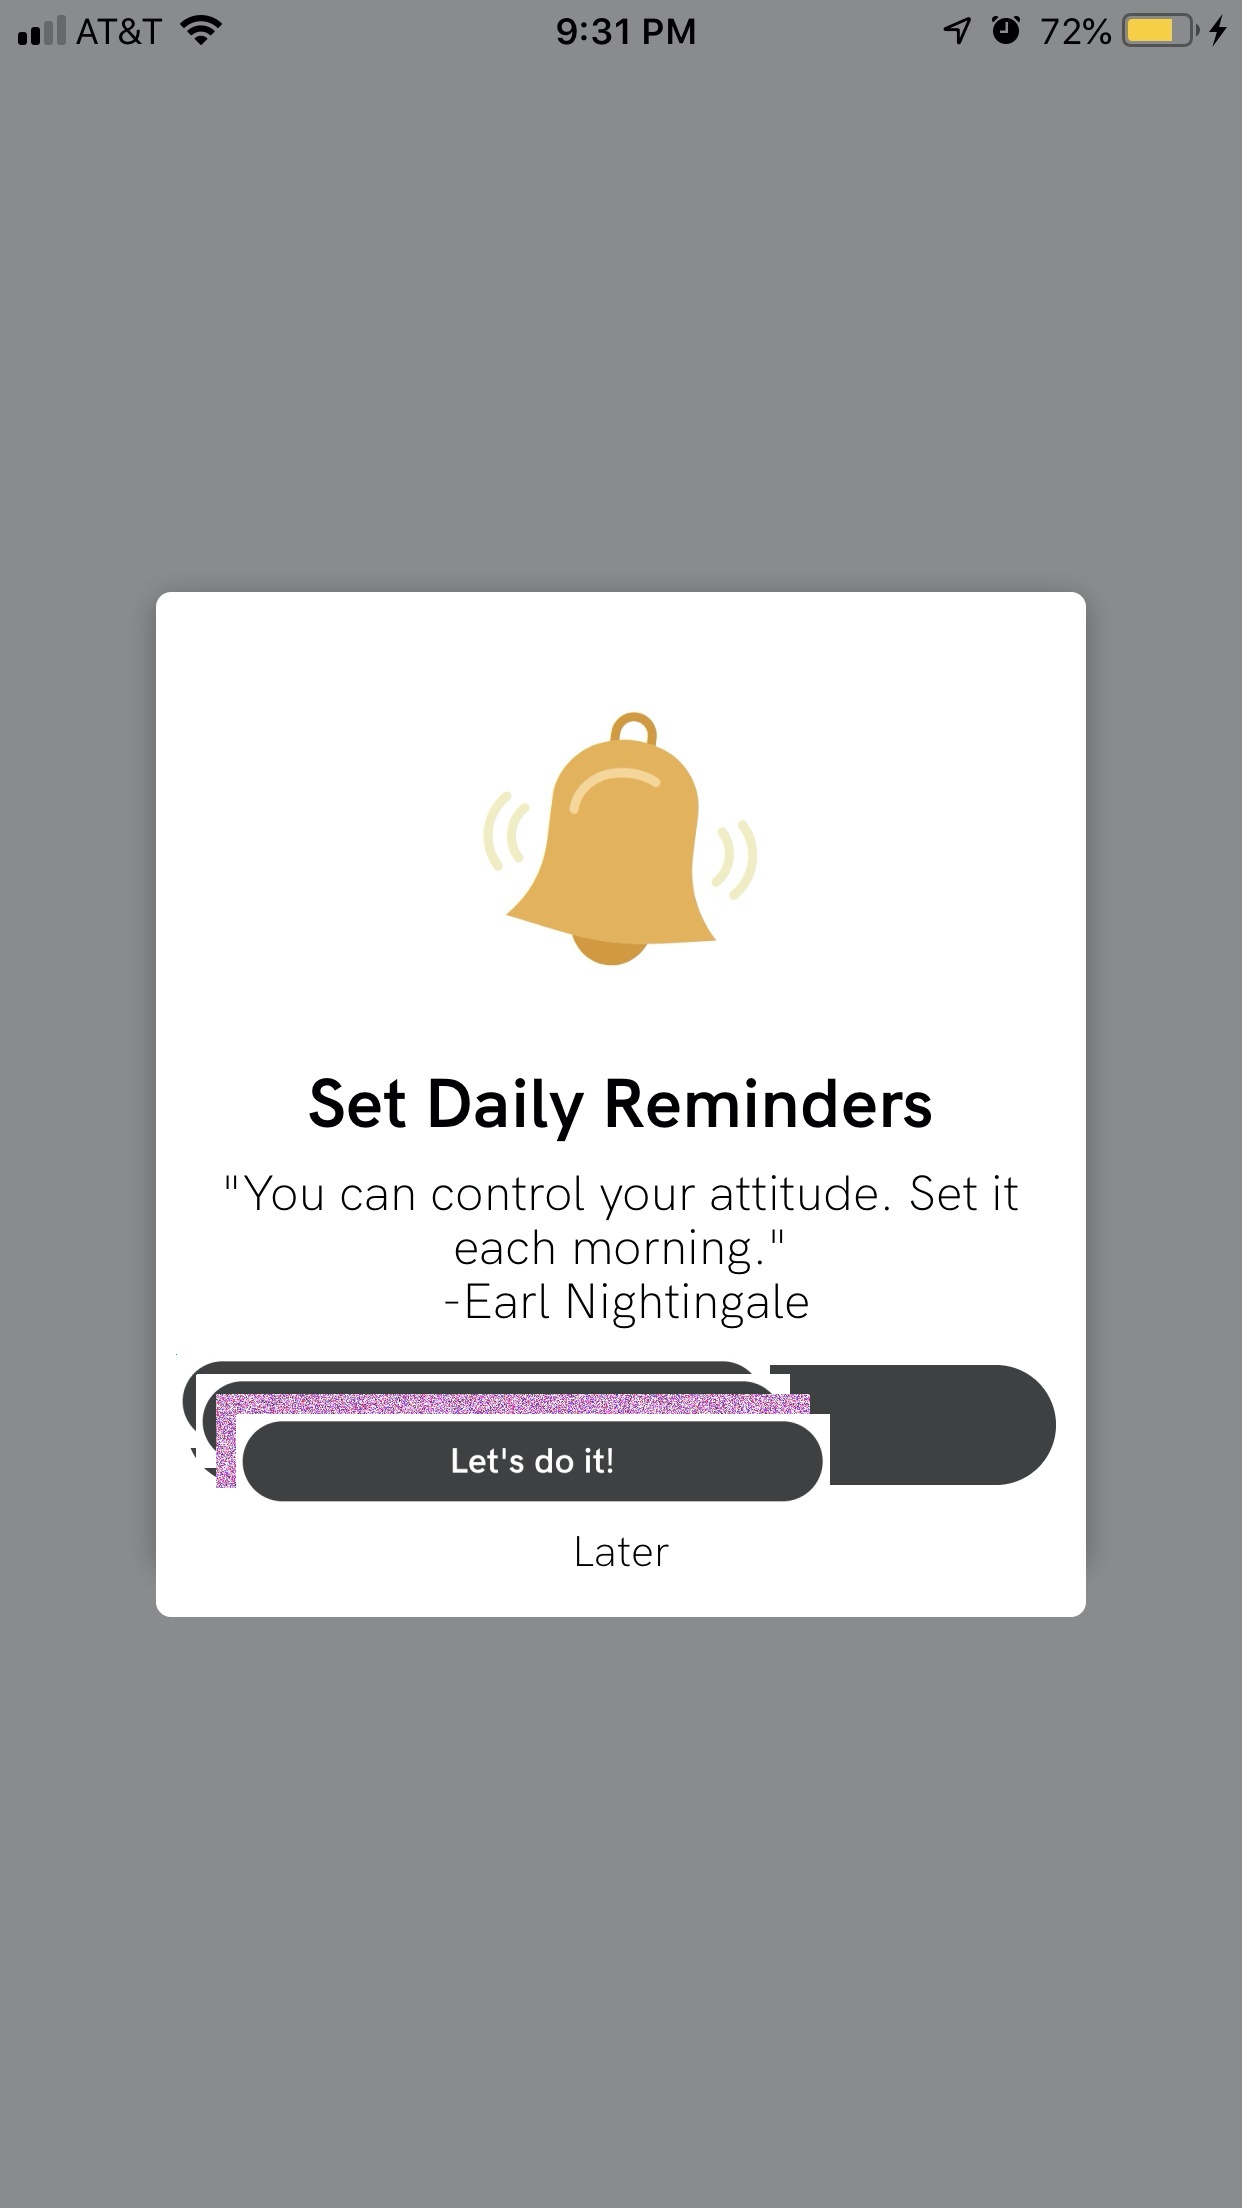 AT&T 9:31 PM 72%
Set Daily Reminders
"You can control your attitude. Set it
each morning."
-Earl Nightingale
Let's do it!
Later